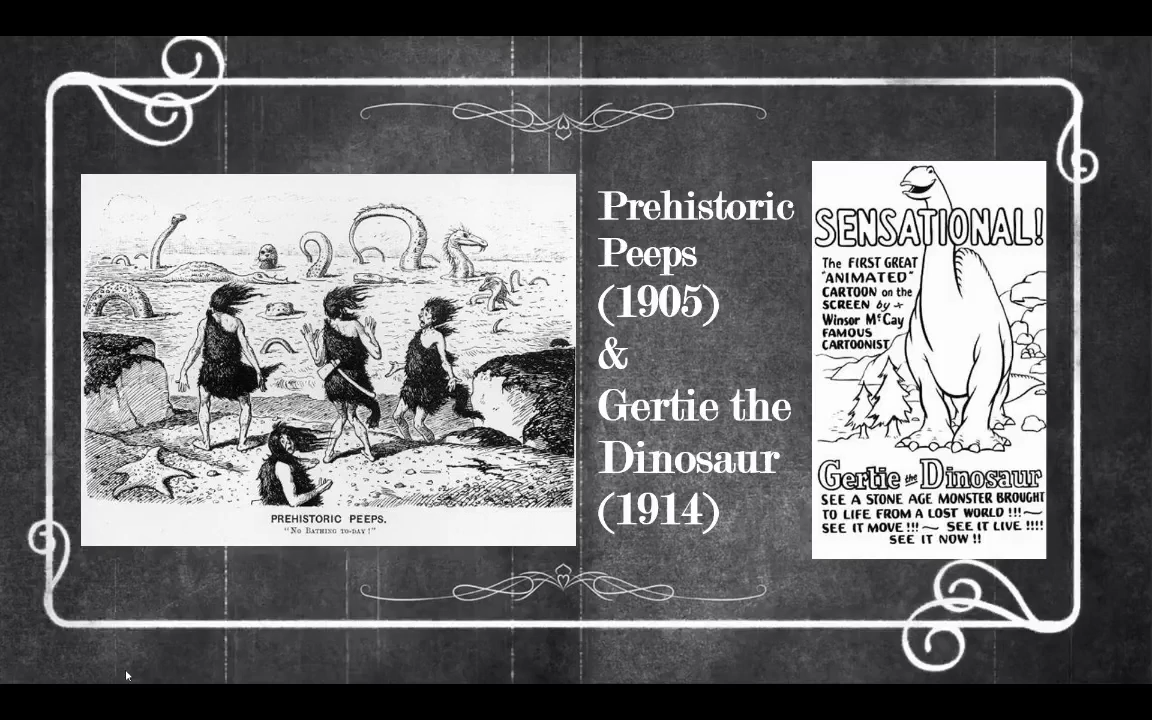 PREHISTORIC PEEPS.
"NO BATHING TO-DAY!"
Prehistoric
Peeps
(1905)
&
Gertie the
Dinosaur
(1914)
SENSATIONAL!
The FIRST GREAT
"ANIMATED"
CARTOON on the
SCREEN by
Winsor McCay
FAMOUS
CARTOONIST
Gertie the Dinosaur
SEE A STONE AGE MONSTER BROUGHT
TO LIFE FROM A LOST WORLD!!!~
SEE IT MOVE!!!~ SEE IT LIVE!!!!
SEE IT NOW!!